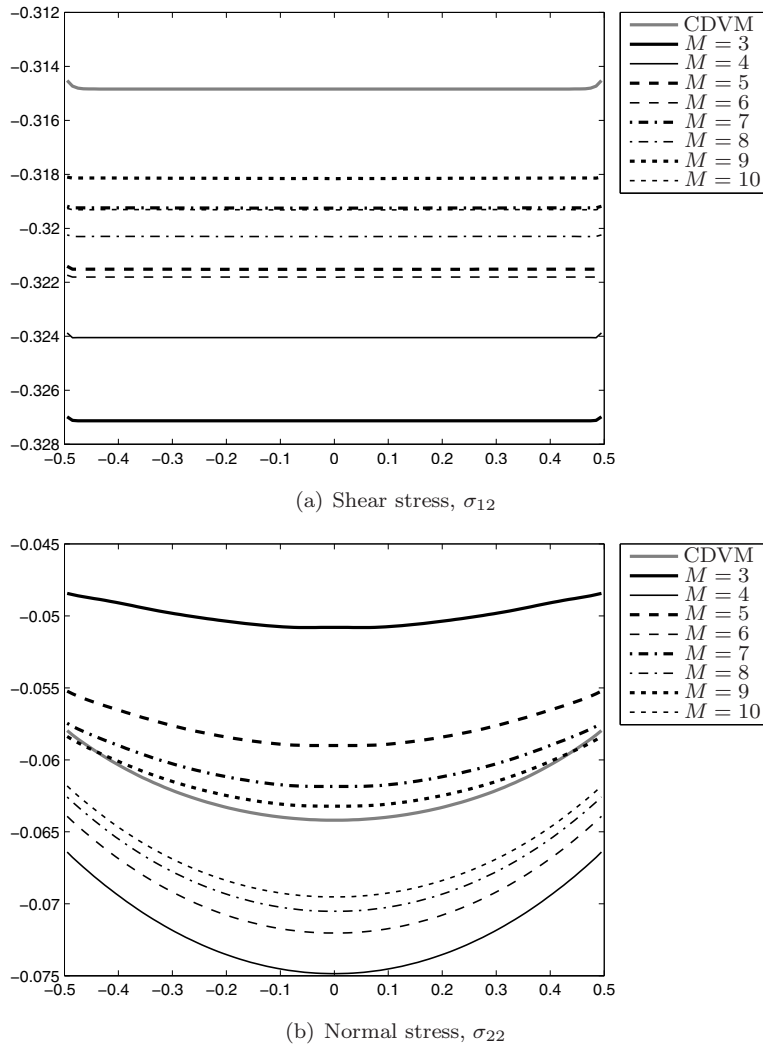 −0.312
−0.314
−0.316
−0.318
−0.32
−0.322
−0.324
−0.326
−0.328
−0.5 −0.4 −0.3 −0.2 −0.1 0 0.1 0.2 0.3 0.4 0.5
CDVM
M = 3
M = 4
M = 5
M = 6
M = 7
M = 8
M = 9
M = 10
(a) Shear stress, σ12
−0.045
−0.05
−0.055
−0.06
−0.065
−0.07
−0.075
−0.5 −0.4 −0.3 −0.2 −0.1 0 0.1 0.2 0.3 0.4 0.5
CDVM
M = 3
M = 4
M = 5
M = 6
M = 7
M = 8
M = 9
M = 10
(b) Normal stress, σ22